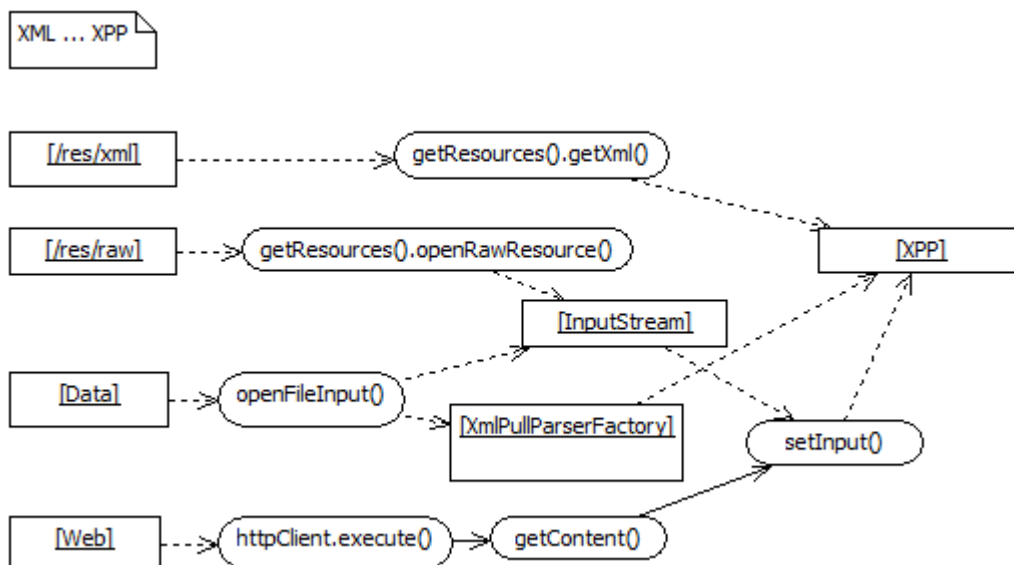 XML ... XPP
[/res/xml]
getResources().getXml()
[/res/raw]
getResources().openRawResource()
[XPP]
[InputStream]
[Data]
openFileInput()
[XmlPullParserFactory]
setInput()
[Web]
httpClient.execute()
getContent()